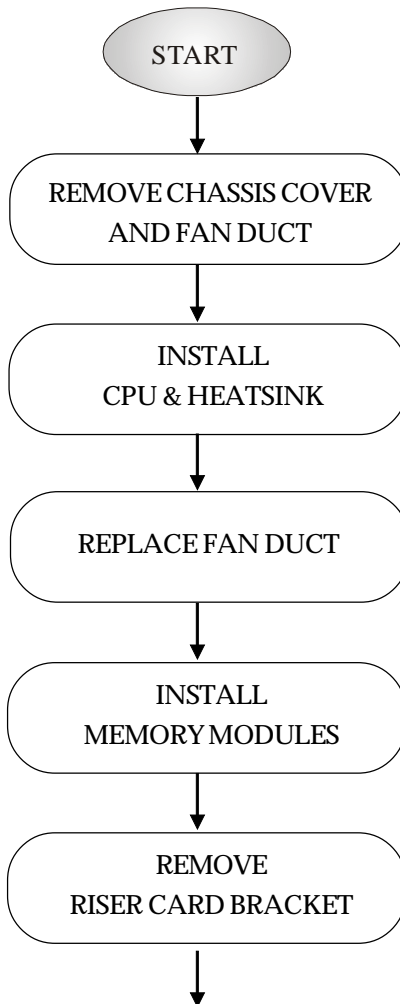 START
REMOVE CHASSIS COVER
AND FAN DUCT
INSTALL
CPU & HEATSINK
REPLACE FAN DUCT
INSTALL
MEMORY MODULES
REMOVE
RISER CARD BRACKET